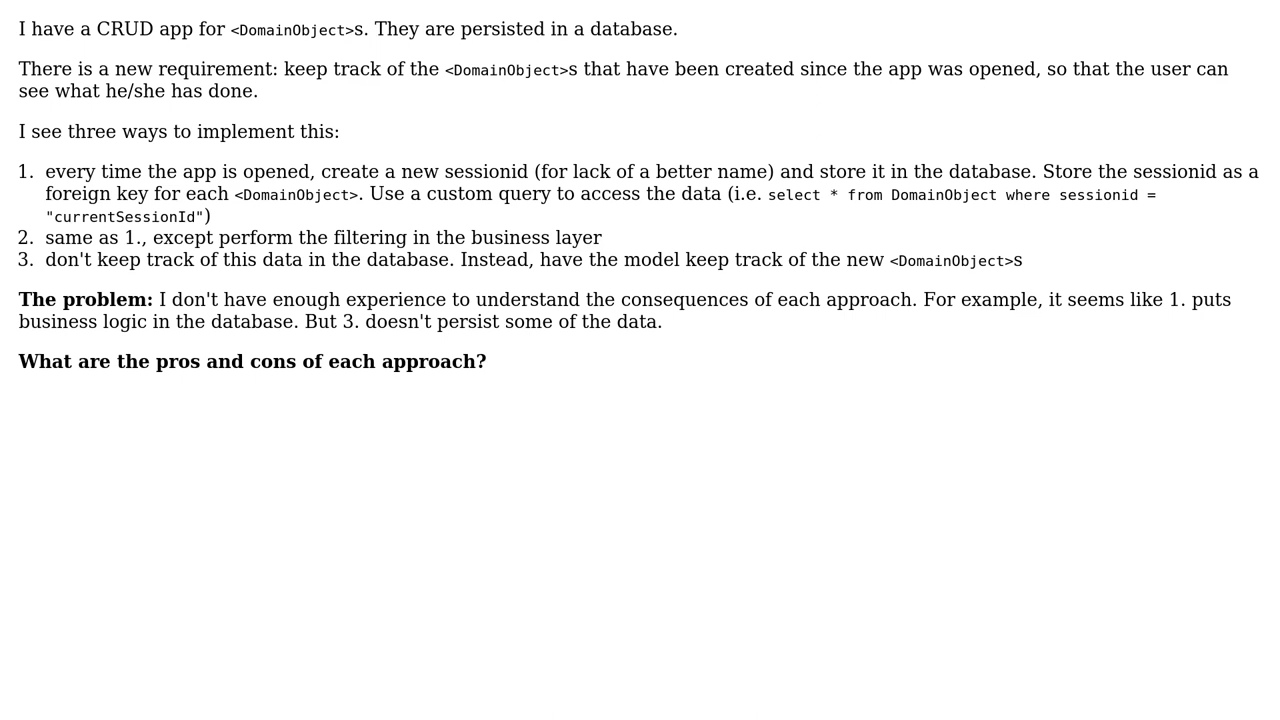 I have a CRUD app for <DomainObject>s. They are persisted in a database.
There is a new requirement: keep track of the <DomainObject>s that have been created since the app was opened, so that the user can
see what he/she has done.
I see three ways to implement this:
1. every time the app is opened, create a new sessionid (for lack of a better name) and store it in the database. Store the sessionid as a
foreign key for each <DomainObject>. Use a custom query to access the data (i.e. select * from DomainObject where sessionid =
"currentSessionId")
2. same as 1., except perform the filtering in the business layer
3. don't keep track of this data in the database. Instead, have the model keep track of the new <DomainObject>s
The problem: I don't have enough experience to understand the consequences of each approach. For example, it seems like 1. puts
business logic in the database. But 3. doesn't persist some of the data.
What are the pros and cons of each approach?